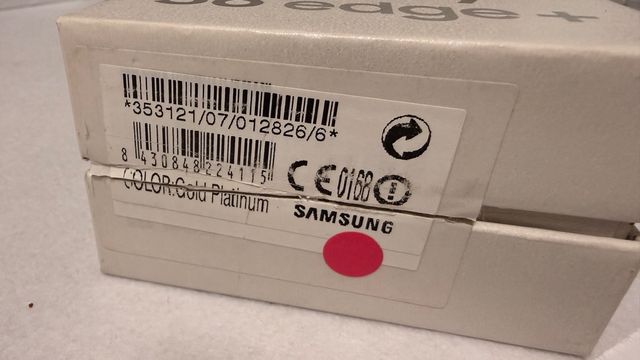 S6 edge +
*353121/07/012826/6*
8 430848 224115
CE 0168
COLOR:Gold Platinum
SAMSUNG